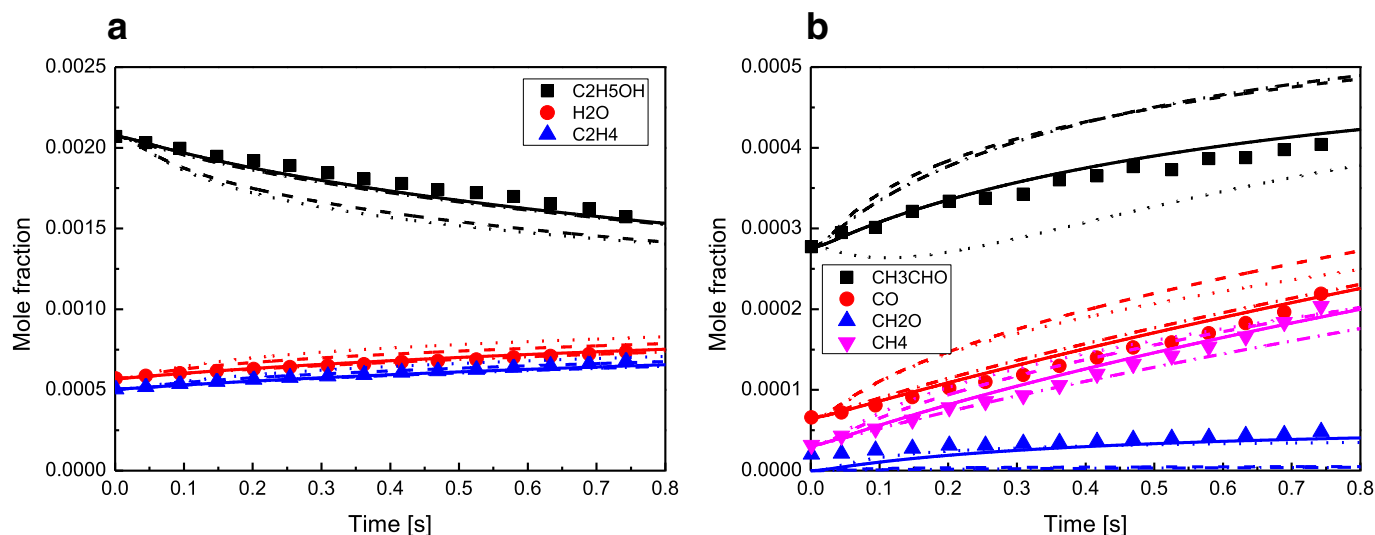 a
0.0025
0.0020
0.0015
0.0010
0.0005
0.0000
Mole fraction
C2H5OH
H2O
C2H4
0.0 0.1 0.2 0.3 0.4 0.5 0.6 0.7 0.8
Time [s]
b
0.0005
0.0004
0.0003
0.0002
0.0001
0.0000
Mole fraction
CH3CHO
CO
CH2O
CH4
0.0 0.1 0.2 0.3 0.4 0.5 0.6 0.7 0.8
Time [s]